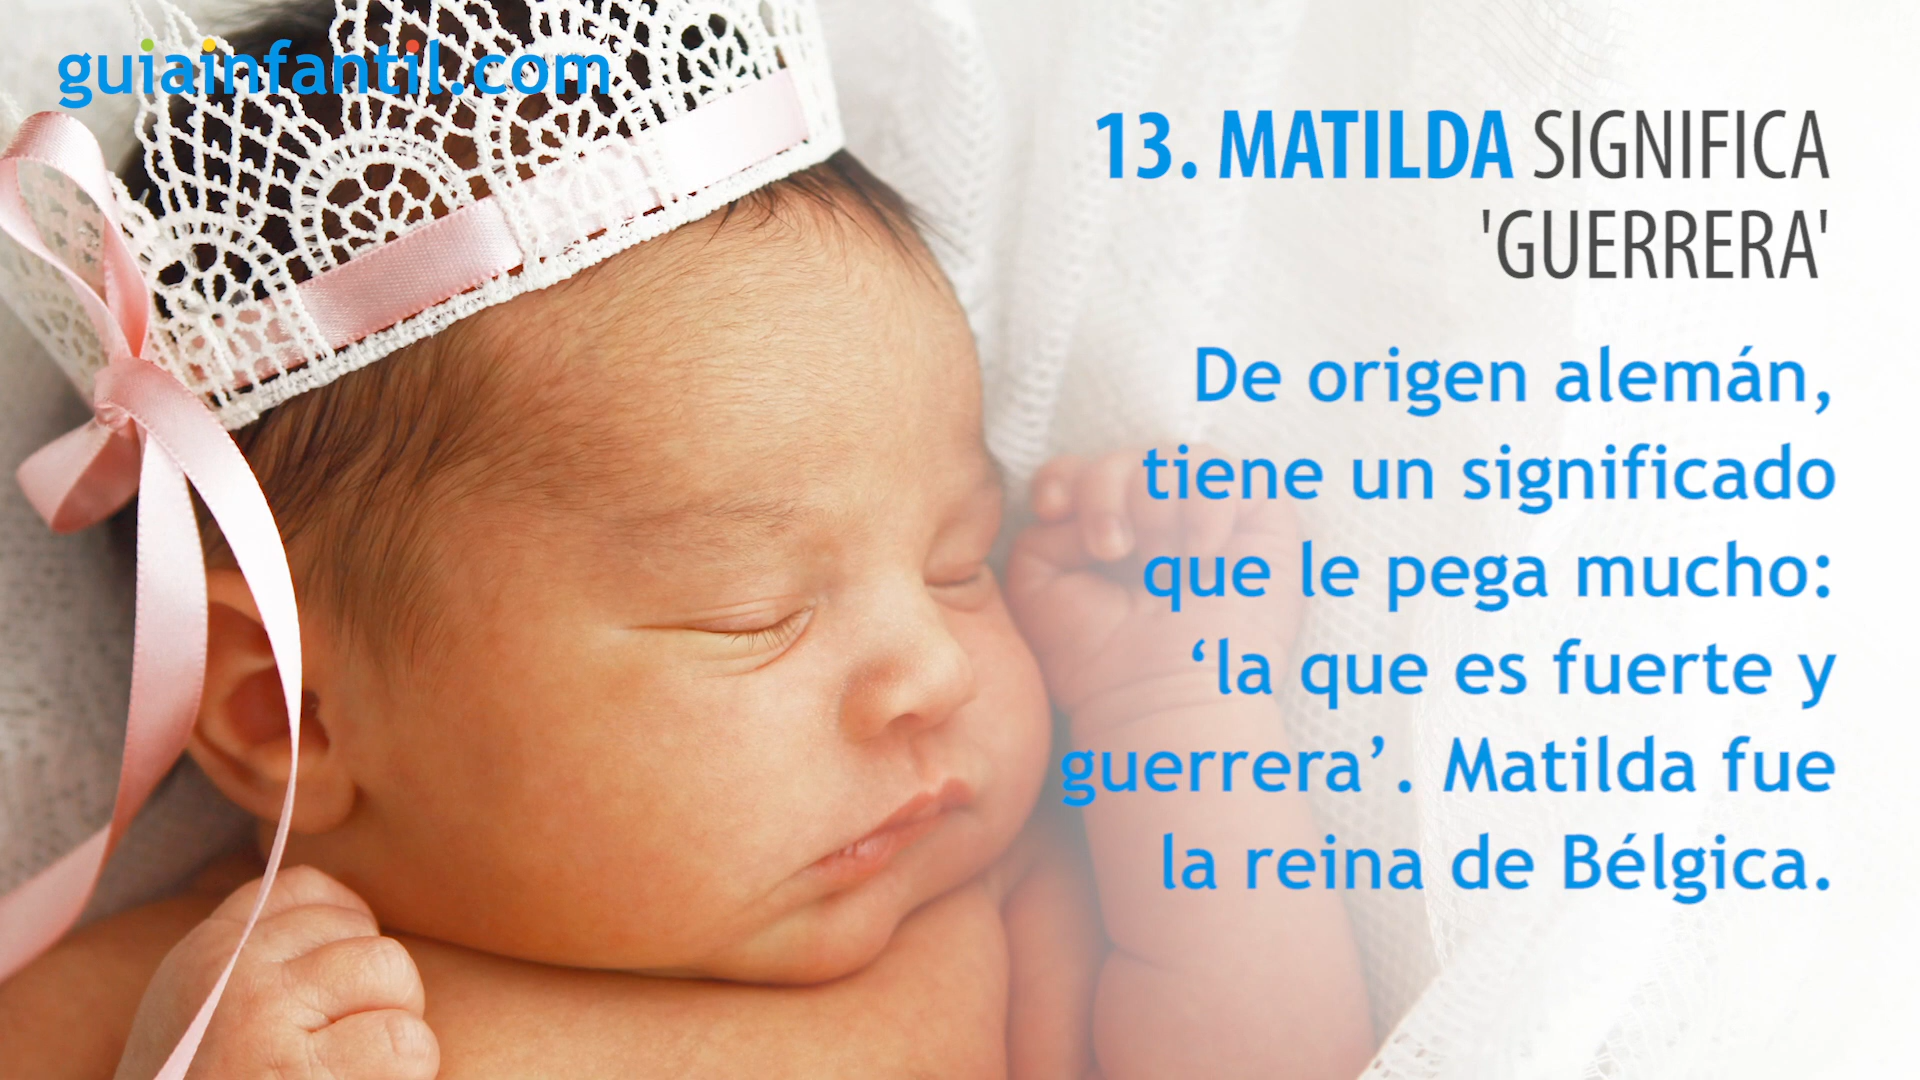 guiainfantil.com
13. MATILDA SIGNIFICA
'GUERRERA'
De origen alemán,
tiene un significado
que le pega mucho:
‘la que es fuerte y
guerrera’. Matilda fue
la reina de Bélgica.